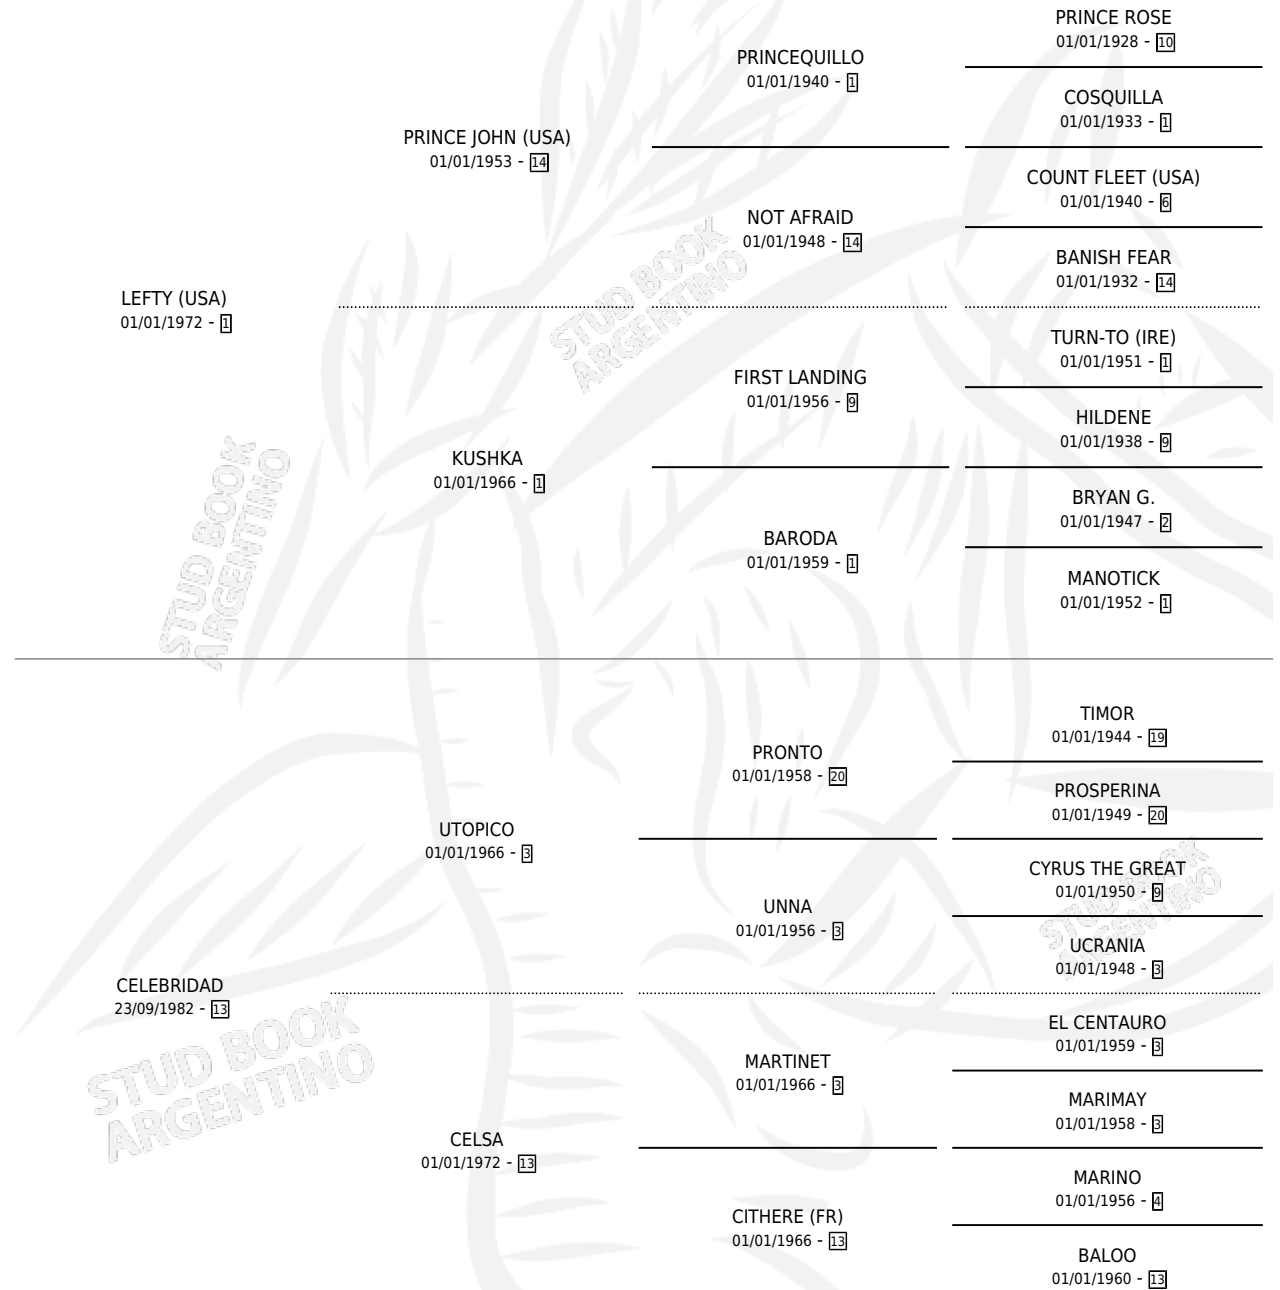 PRINCE ROSE
01/01/1928 - 10
PRINCEQUILLO
01/01/1940 - 1
COSQUILLA
01/01/1933 - 1
PRINCE JOHN (USA)
01/01/1953 - 14
COUNT FLEET (USA)
01/01/1940 - 6
NOT AFRAID
01/01/1948 - 14
BANISH FEAR
01/01/1932 - 14
LEFTY (USA)
01/01/1972 - 1
TURN-TO (IRE)
01/01/1951 - 1
FIRST LANDING
01/01/1956 - 9
HILDENE
01/01/1938 - 9
KUSHKA
01/01/1966 - 1
BRYAN G.
01/01/1947 - 2
BARODA
01/01/1959 - 1
MANOTICK
01/01/1952 - 1
TIMOR
01/01/1944 - 19
PRONTO
01/01/1958 - 20
PROSPERINA
01/01/1949 - 20
UTOPICO
01/01/1966 - 3
CYRUS THE GREAT
01/01/1950 - 9
UNNA
01/01/1956 - 3
UCRANIA
01/01/1948 - 3
CELEBRIDAD
23/09/1982 - 13
EL CENTAURO
01/01/1959 - 3
MARTINET
01/01/1966 - 3
MARIMAY
01/01/1958 - 3
CELSA
01/01/1972 - 13
MARINO
01/01/1956 - 4
CITHERE (FR)
01/01/1966 - 13
BALOO
01/01/1960 - 13
STUD BOOK
ARGENTINO
STUD BOOK
ARGENTINO
STUD BOOK
ARGENTINO
STUD BOOK
ARGENTINO